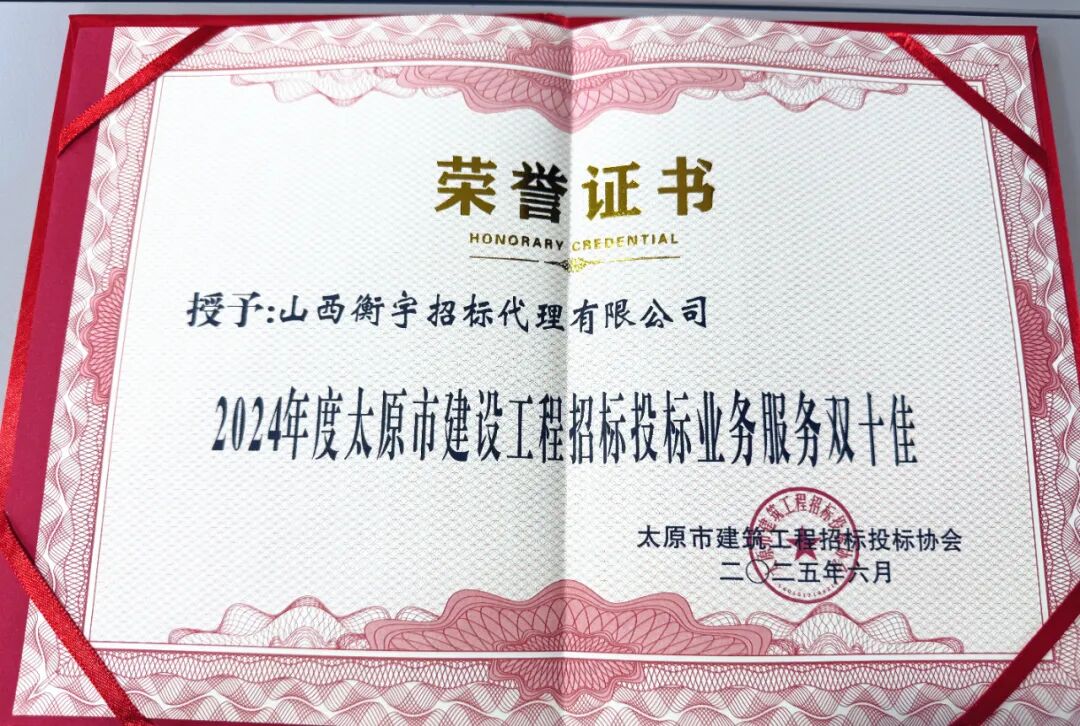 荣誉证书
HONORARY CREDENTIAL
授予:山西衡宇招标代理有限公司
2024年度太原市建设工程招标投标业务服务双十佳
太原市建筑工程招标投标协会
二〇二五年六月